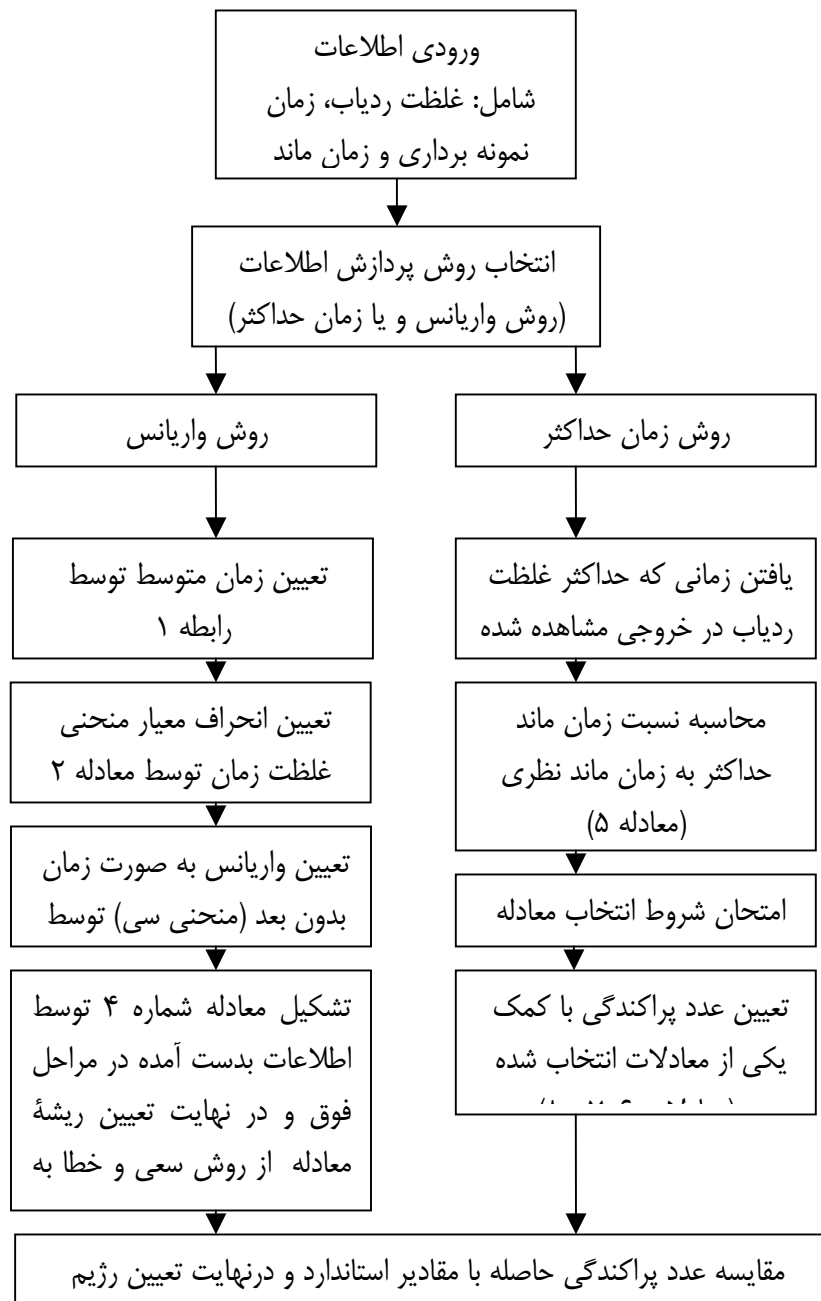 ورودی اطلاعات
شامل: غلظت ردیاب، زمان
نمونه برداری و زمان ماند
انتخاب روش پردازش اطلاعات
(روش واریانس و یا زمان حداکثر)
روش زمان حداکثر
یافتن زمانی که حداکثر غلظت
ردیاب در خروجی مشاهده شده
محاسبه نسبت زمان ماند
حداکثر به زمان ماند نظری
(معادله ۵)
امتحان شروط انتخاب معادله
تعیین عدد پراکندگی با کمک
یکی از معادلات انتخاب شده
روش واریانس
تعیین زمان متوسط توسط
رابطه ۱
تعیین انحراف معیار منحنی
غلظت زمان توسط معادله ۲
تعیین واریانس به صورت زمان
بدون بعد (منحنی سی) توسط
تشکیل معادله شماره ۴ توسط
اطلاعات بدست آمده در مراحل
فوق و در نهایت تعیین ریشۀ
معادله از روش سعی و خطا به
مقایسه عدد پراکندگی حاصله با مقادیر استاندارد و درنهایت تعیین رژیم